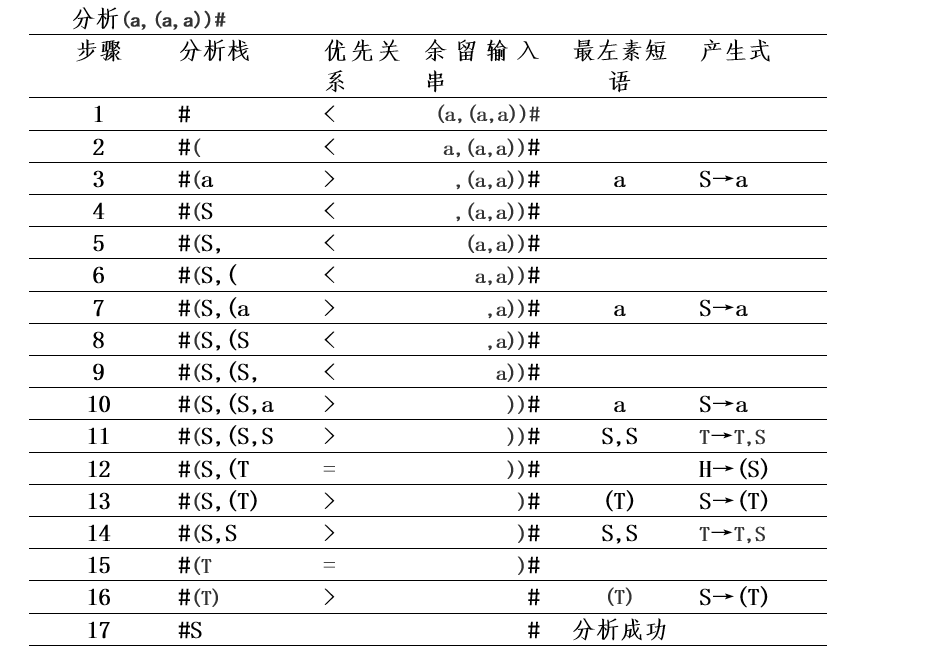 分析(a,(a,a))#
步骤 分析栈 优先关系 余留输入串 最左素短语 产生式
1 # < (a,(a,a))#
2 #( < a,(a,a))#
3 #(a > ,(a,a))# a S→a
4 #(S < ,(a,a))#
5 #(S, < (a,a))#
6 #(S,( < a,a))#
7 #(S,(a > ,a))# a S→a
8 #(S,(S < ,a))#
9 #(S,(S, < a))#
10 #(S,(S,a > ))# a S→a
11 #(S,(S,S > ))# S,S T→T,S
12 #(S,(T = ))# H→(S)
13 #(S,(T) > )# (T) S→(T)
14 #(S,S > )# S,S T→T,S
15 #(T = )#
16 #(T) > # (T) S→(T)
17 #S # 分析成功